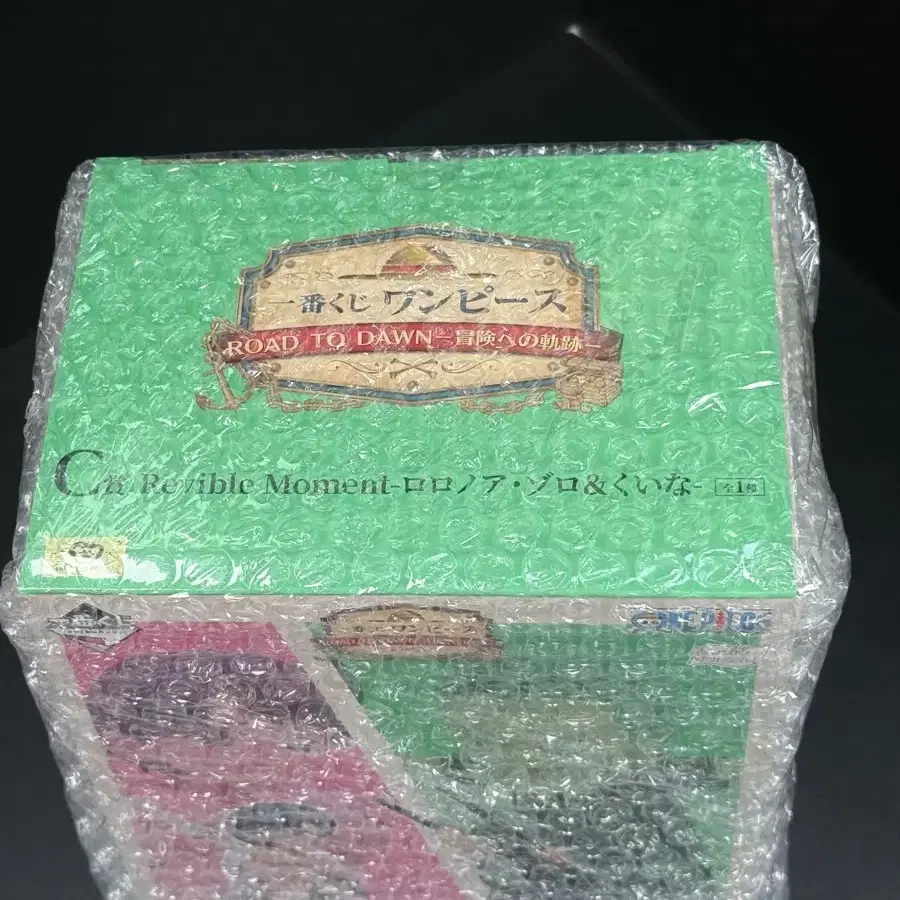 一番くじ ワンピース
ROAD TO DAWN -冒険への軌跡-
C賞 Revible Moment-ロロノア・ゾロ&くいな- 全1種
ONE PIECE